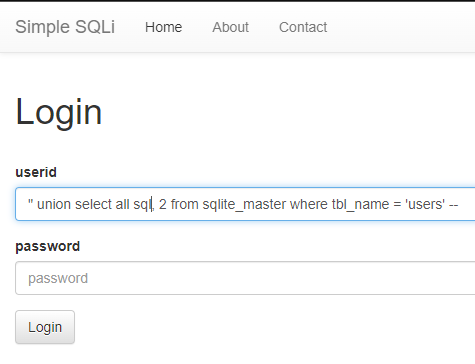 Simple SQLi Home About Contact
Login
userid
" union select all sql, 2 from sqlite_master where tbl_name = 'users' --
password
password
Login